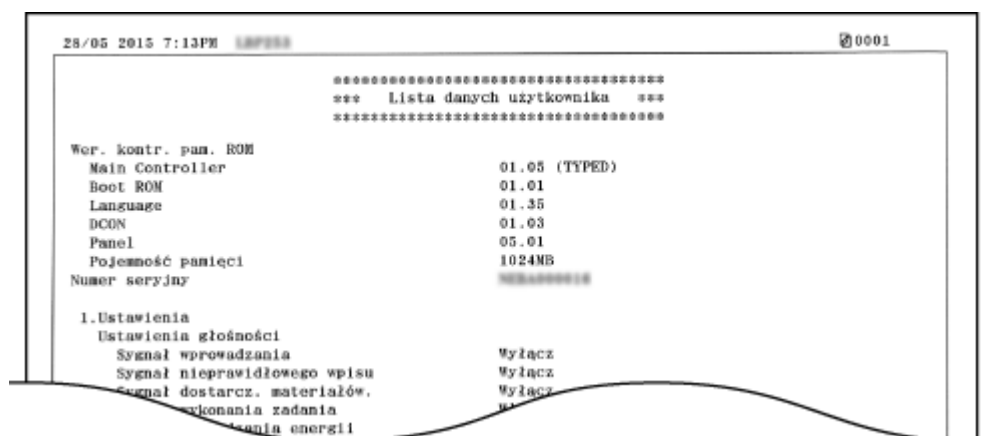 28/05 2015 7:13PM 0001
***********************************
*** Lista danych użytkownika ***
***********************************
Wer. kontr. pam. ROM
Main Controller 01.05 (TYPED)
Boot ROM 01.01
Language 01.35
DCON 01.03
Panel 05.01
Pojemność pamięci 1024MB
Numer seryjny
1.Ustawienia
Ustawienia głośności
Sygnał wprowadzania Wyłącz
Sygnał nieprawidłowego wpisu Wyłącz
Sygnał dostarcz. materiałów. Wyłącz
wykonania zadania
energii